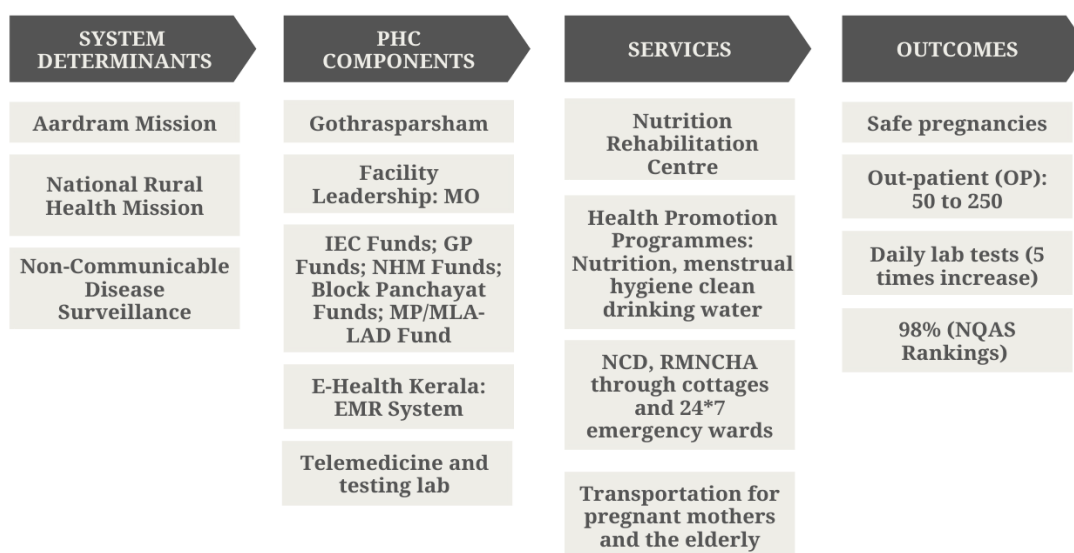 SYSTEM
DETERMINANTS
Aardram Mission
National Rural
Health Mission
Non-Communicable
Disease
Surveillance
PHC
COMPONENTS
Gothrasparsham
Facility
Leadership: MO
IEC Funds; GP
Funds; NHM Funds;
Block Panchayat
Funds; MP/MLA-
LAD Fund
E-Health Kerala:
EMR System
Telemedicine and
testing lab
SERVICES
Nutrition
Rehabilitation
Centre
Health Promotion
Programmes:
Nutrition, menstrual
hygiene clean
drinking water
NCD, RMNCHA
through cottages
and 24*7
emergency wards
Transportation for
pregnant mothers
and the elderly
OUTCOMES
Safe pregnancies
Out-patient (OP):
50 to 250
Daily lab tests (5
times increase)
98% (NQAS
Rankings)